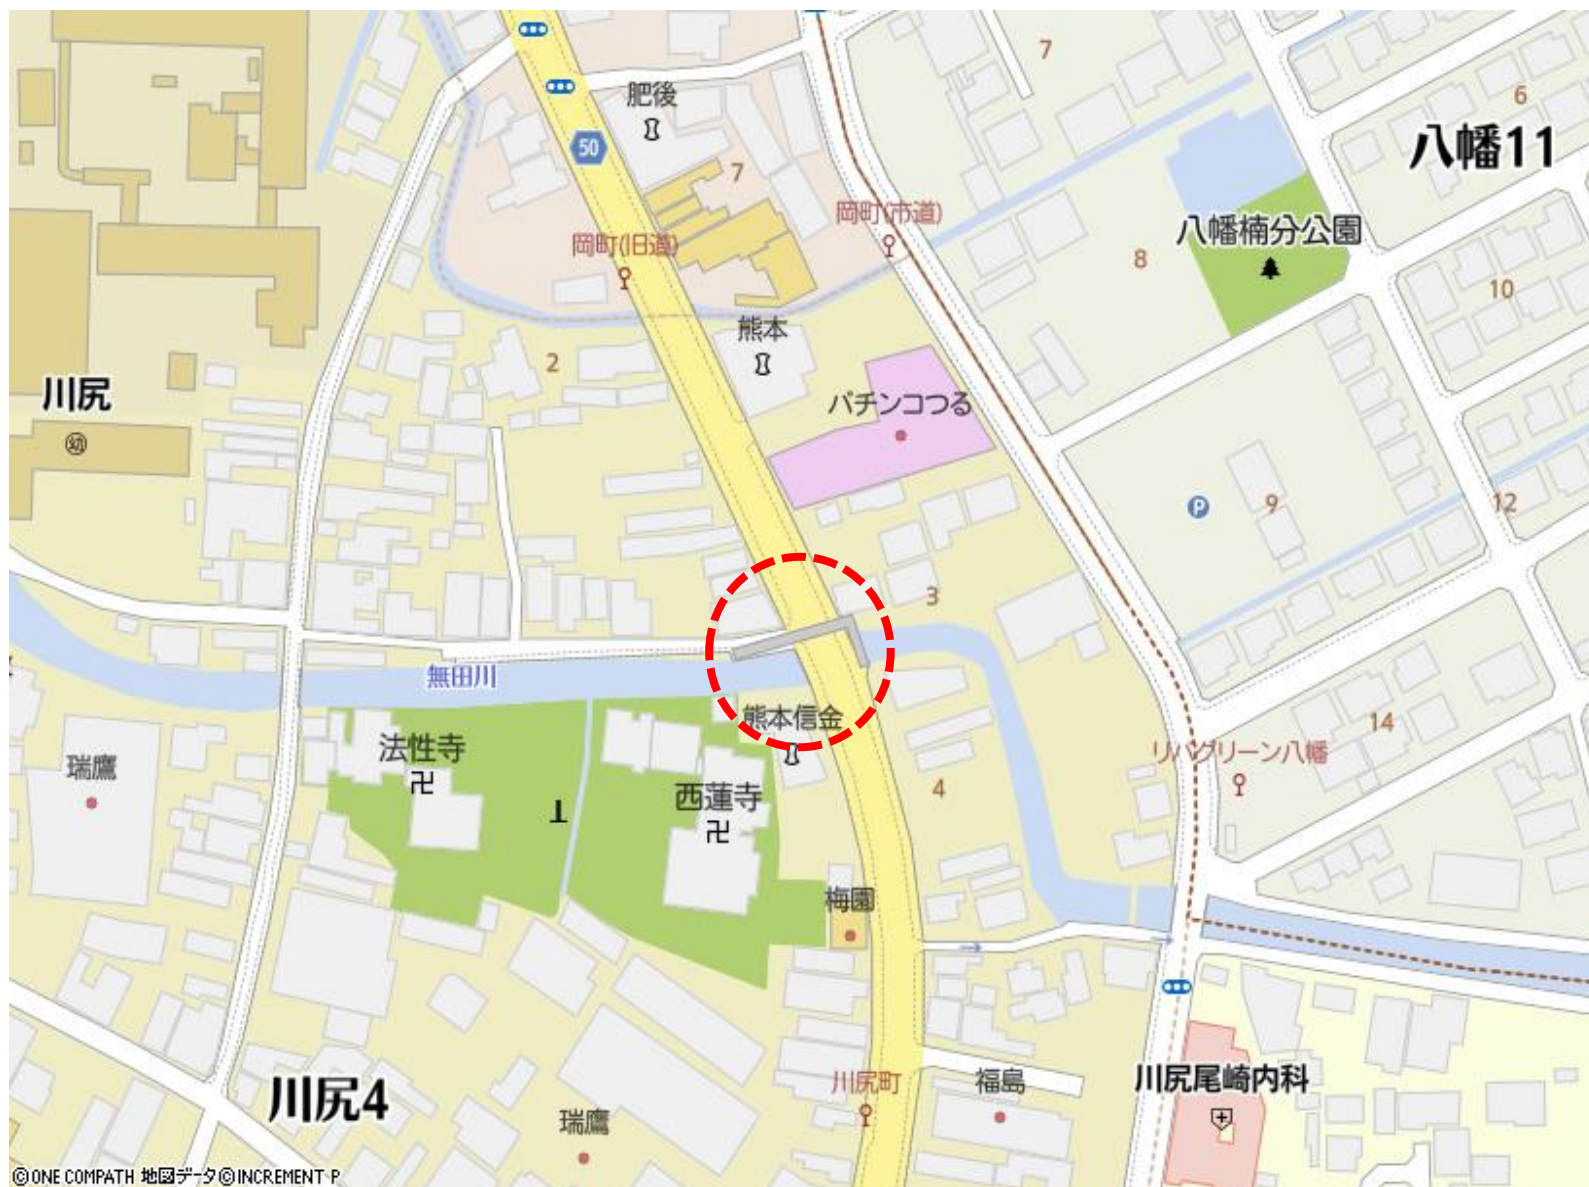 7
肥後
6
八幡11
50
7
岡町(市道)
八幡楠分公園
岡町(旧道)
8
10
熊本
2
川尻
パチンコつる
幼
P
9
12
3
無田川
熊本信金
14
法性寺
リバグリーン八幡
瑞鷹
西蓮寺
4
梅園
川尻町
福島
川尻尾崎内科
川尻4
瑞鷹
©ONE COMPATH 地図データ©INCREMENT P